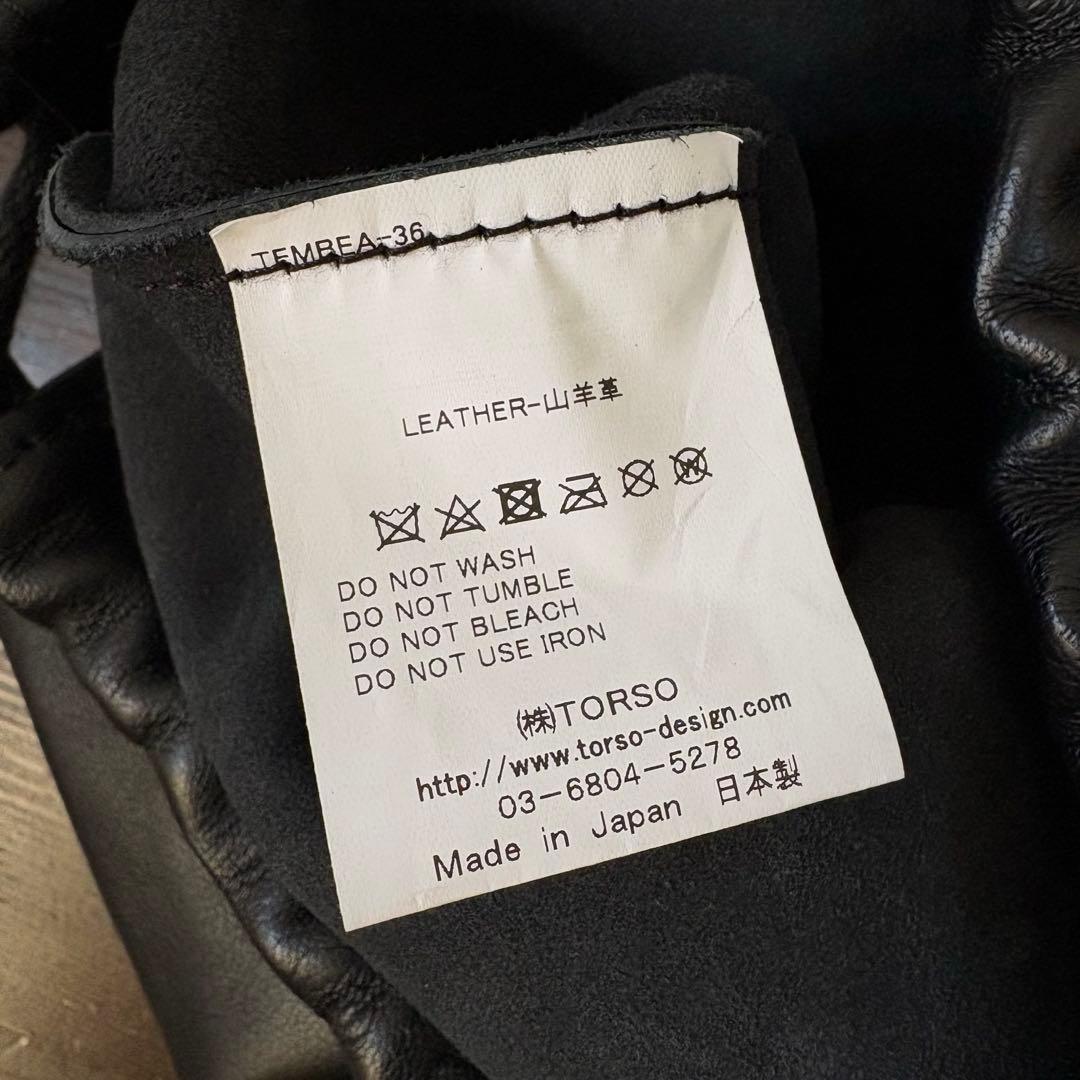 TEMBEA-36
LEATHER-山羊革
DO NOT WASH
DO NOT TUMBLE
DO NOT BLEACH
DO NOT USE IRON
㈱TORSO
http://www.torso-design.com
03-6804-5278
Made in Japan 日本製